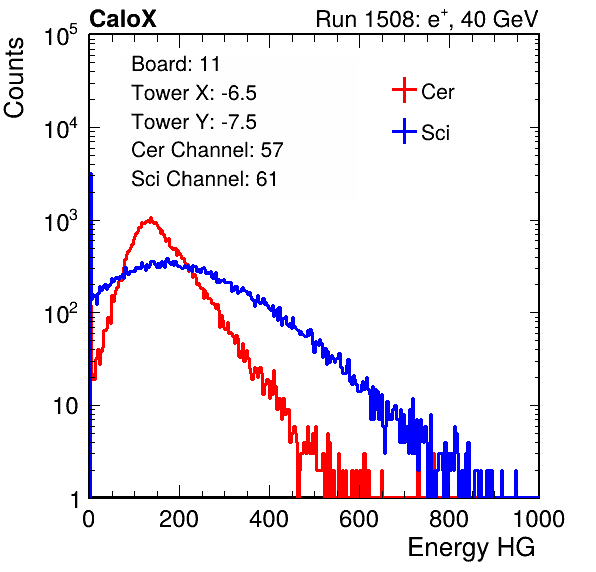 CaloX Run 1508: e⁺, 40 GeV
Counts
10⁵
10⁴
10³
10²
10
1
Board: 11
Tower X: -6.5
Tower Y: -7.5
Cer Channel: 57
Sci Channel: 61
Cer
Sci
0 200 400 600 800 1000
Energy HG